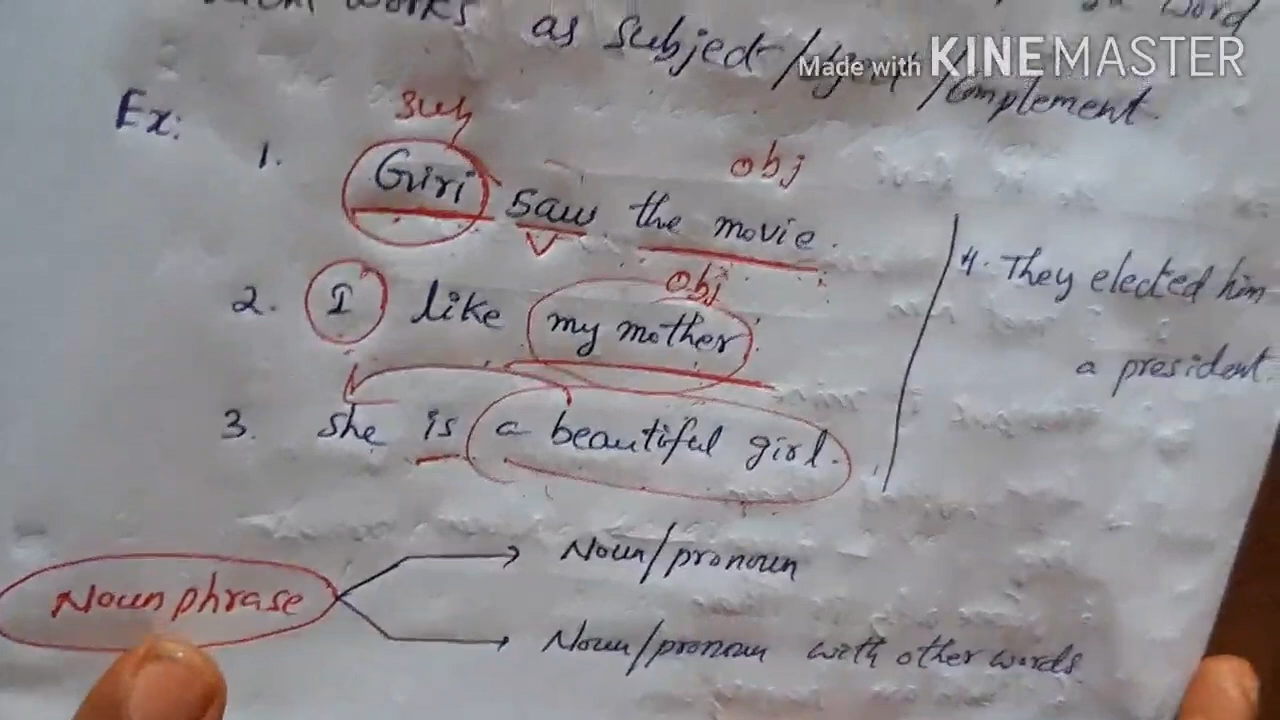 works word
as subject/object/complement.
Made with KINEMASTER
Ex:
sub
obj
1. Giri saw the movie.
V
obj
2. I like my mother.
3. she is a beautiful girl.
4. They elected him
a president.
Noun phrase
Noun/pronoun
Noun/pronoun with other words.